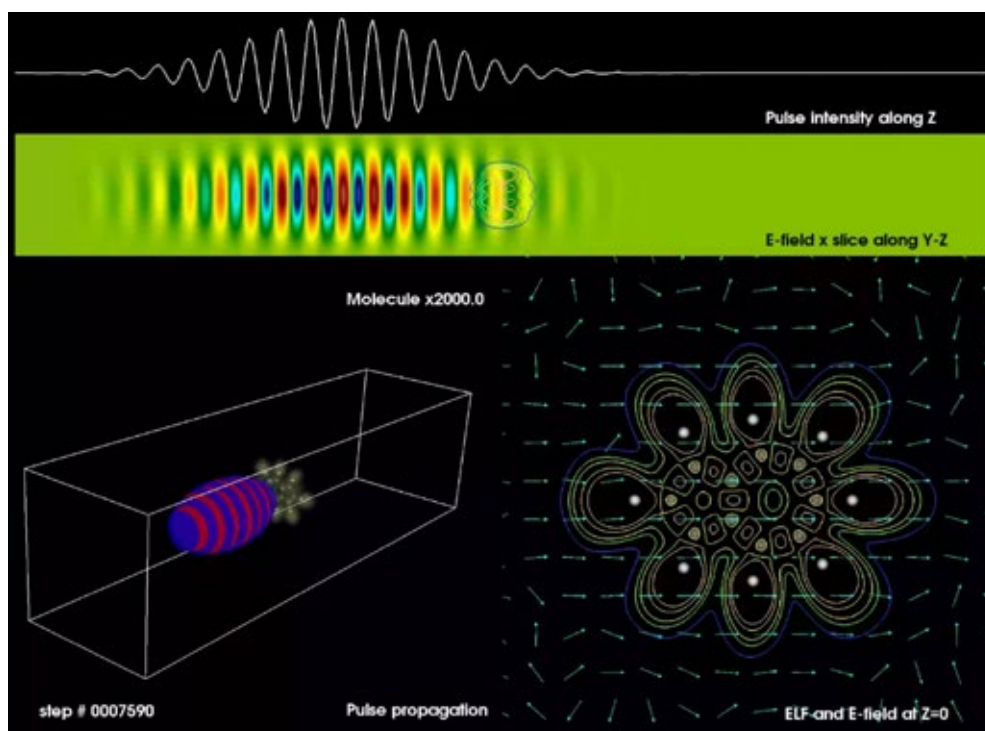 Pulse intensity along Z
E-field x slice along Y-Z
Molecule x2000.0
step # 0007590
Pulse propagation
ELF and E-field at Z=0